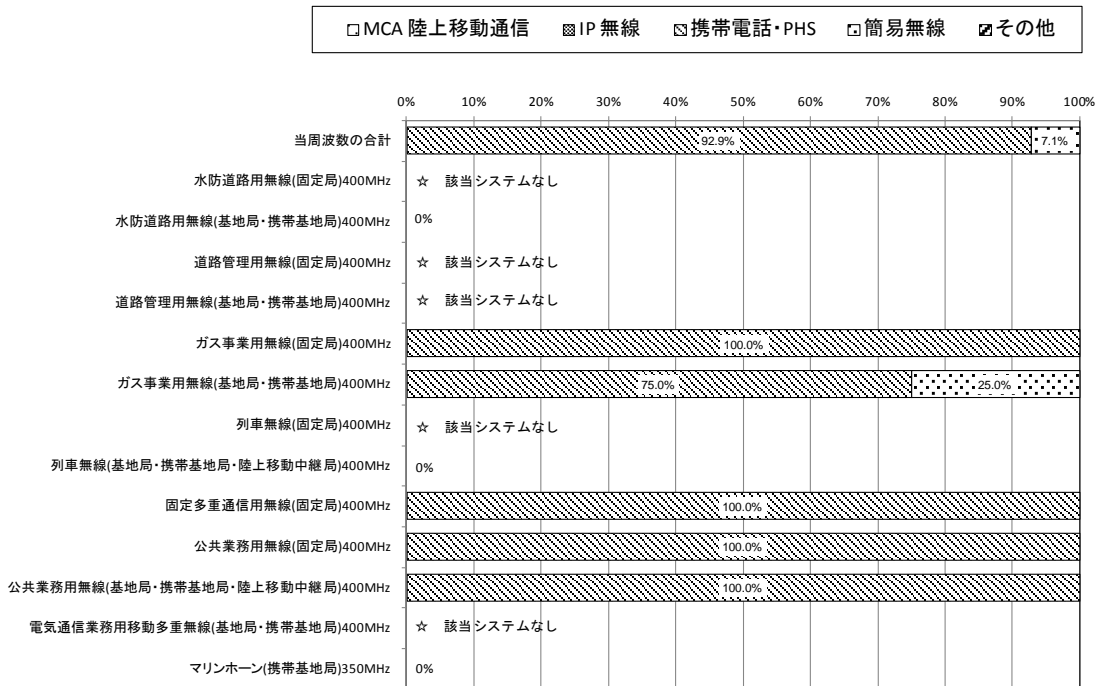 MCA 陸上移動通信 IP 無線 携帯電話・PHS 簡易無線 その他
0% 10% 20% 30% 40% 50% 60% 70% 80% 90% 100%
当周波数の合計 92.9% 7.1%
水防道路用無線(固定局)400MHz ☆ 該当システムなし
水防道路用無線(基地局・携帯基地局)400MHz 0%
道路管理用無線(固定局)400MHz ☆ 該当システムなし
道路管理用無線(基地局・携帯基地局)400MHz ☆ 該当システムなし
ガス事業用無線(固定局)400MHz 100.0%
ガス事業用無線(基地局・携帯基地局)400MHz 75.0% 25.0%
列車無線(固定局)400MHz ☆ 該当システムなし
列車無線(基地局・携帯基地局・陸上移動中継局)400MHz 0%
固定多重通信用無線(固定局)400MHz 100.0%
公共業務用無線(固定局)400MHz 100.0%
公共業務用無線(基地局・携帯基地局・陸上移動中継局)400MHz 100.0%
電気通信業務用移動多重無線(基地局・携帯基地局)400MHz ☆ 該当システムなし
マリンホーン(携帯基地局)350MHz 0%